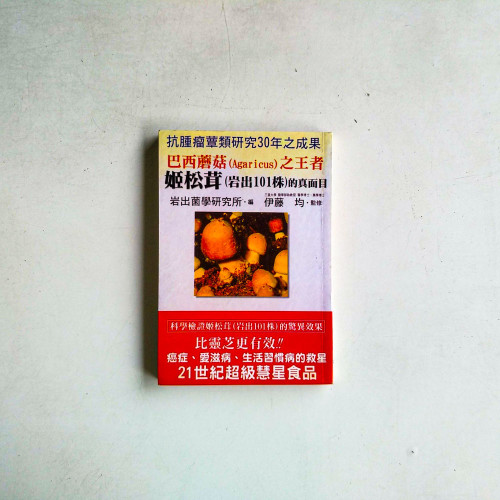 抗腫瘤蕈類研究30年之成果
巴西蘑菇(Agaricus)之王者
姬松茸(岩出101株)的真面目
岩出菌學研究所・編 伊藤 均・監修
科學檢證姬松茸(岩出101株)的驚異效果
比靈芝更有效!!
癌症、愛滋病、生活習慣病的救星
21世紀超級慧星食品